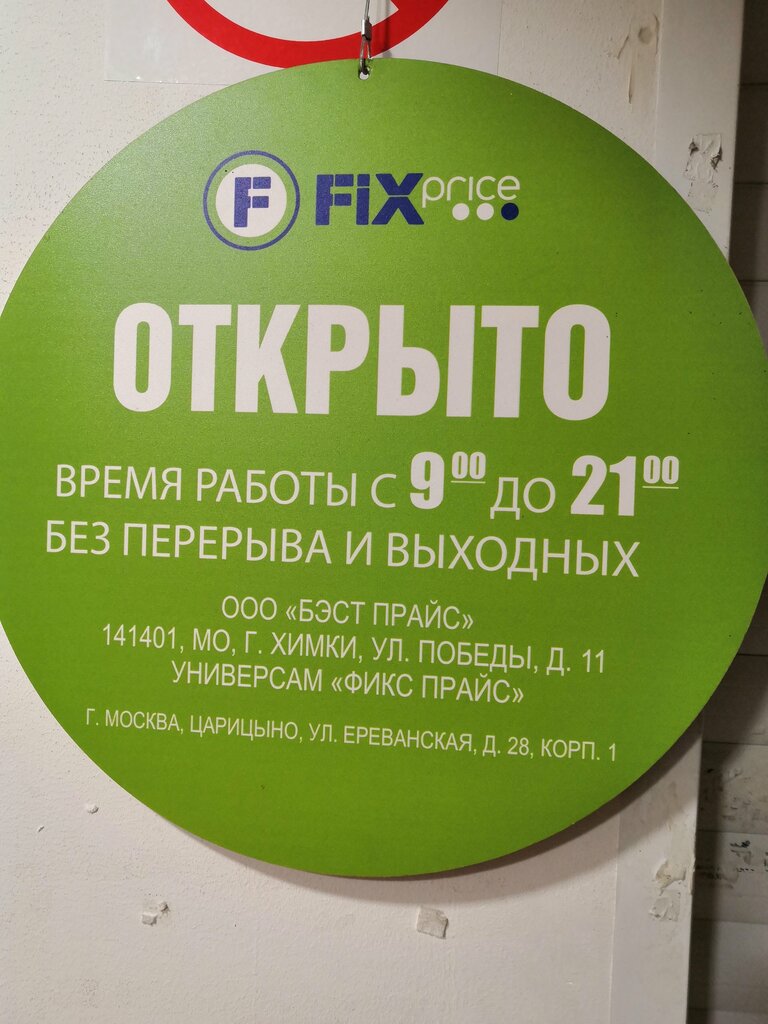 F FIX price
ОТКРЫТО
ВРЕМЯ РАБОТЫ С 9⁰⁰ ДО 21⁰⁰
БЕЗ ПЕРЕРЫВА И ВЫХОДНЫХ
ООО «БЭСТ ПРАЙС»
141401, МО, Г. ХИМКИ, УЛ. ПОБЕДЫ, Д. 11
УНИВЕРСАМ «ФИКС ПРАЙС»
Г. МОСКВА, ЦАРИЦЫНО, УЛ. ЕРЕВАНСКАЯ, Д. 28, КОРП. 1